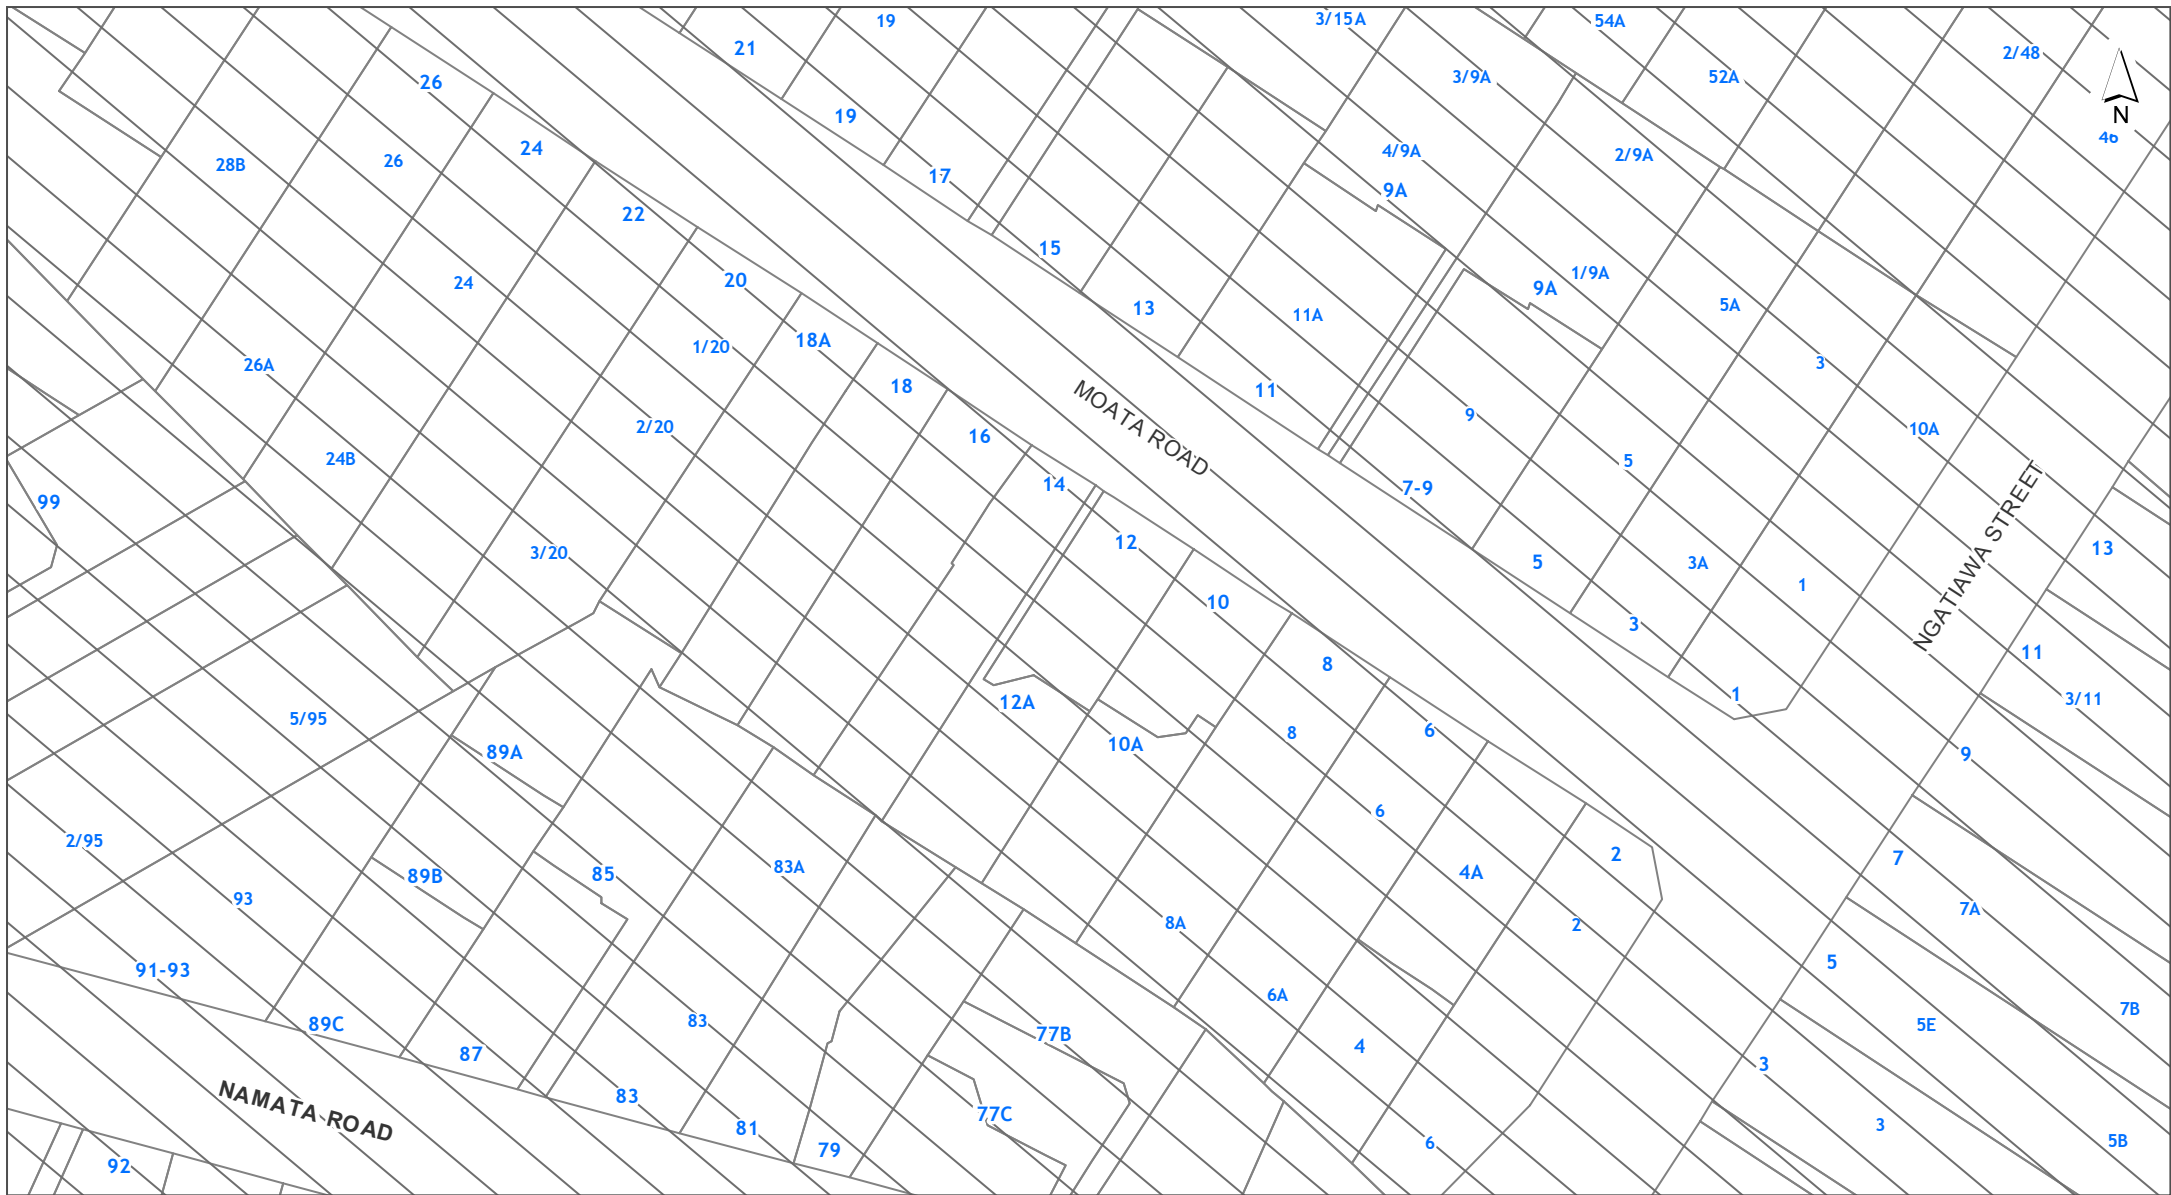 19
3/15A
54A
21
2/48
26
3/9A
52A
19
N
46
24
4/9A
2/9A
28B
26
17
9A
22
15
1/9A
24
20
9A
13
11A
5A
1/20
18A
3
26A
18
11
MOATA ROAD
9
2/20
16
10A
24B
5
14
7-9
99
12
13
3/20
5
3A
NGATIAWA STREET
1
10
3
11
8
1
3/11
12A
5/95
6
8
10A
89A
9
6
2/95
2
7
83A
4A
85
89B
93
7A
8A
2
5
91-93
6A
7B
83
89C
5E
77B
4
87
3
83
NAMATA ROAD
77C
3
81
6
5B
79
92